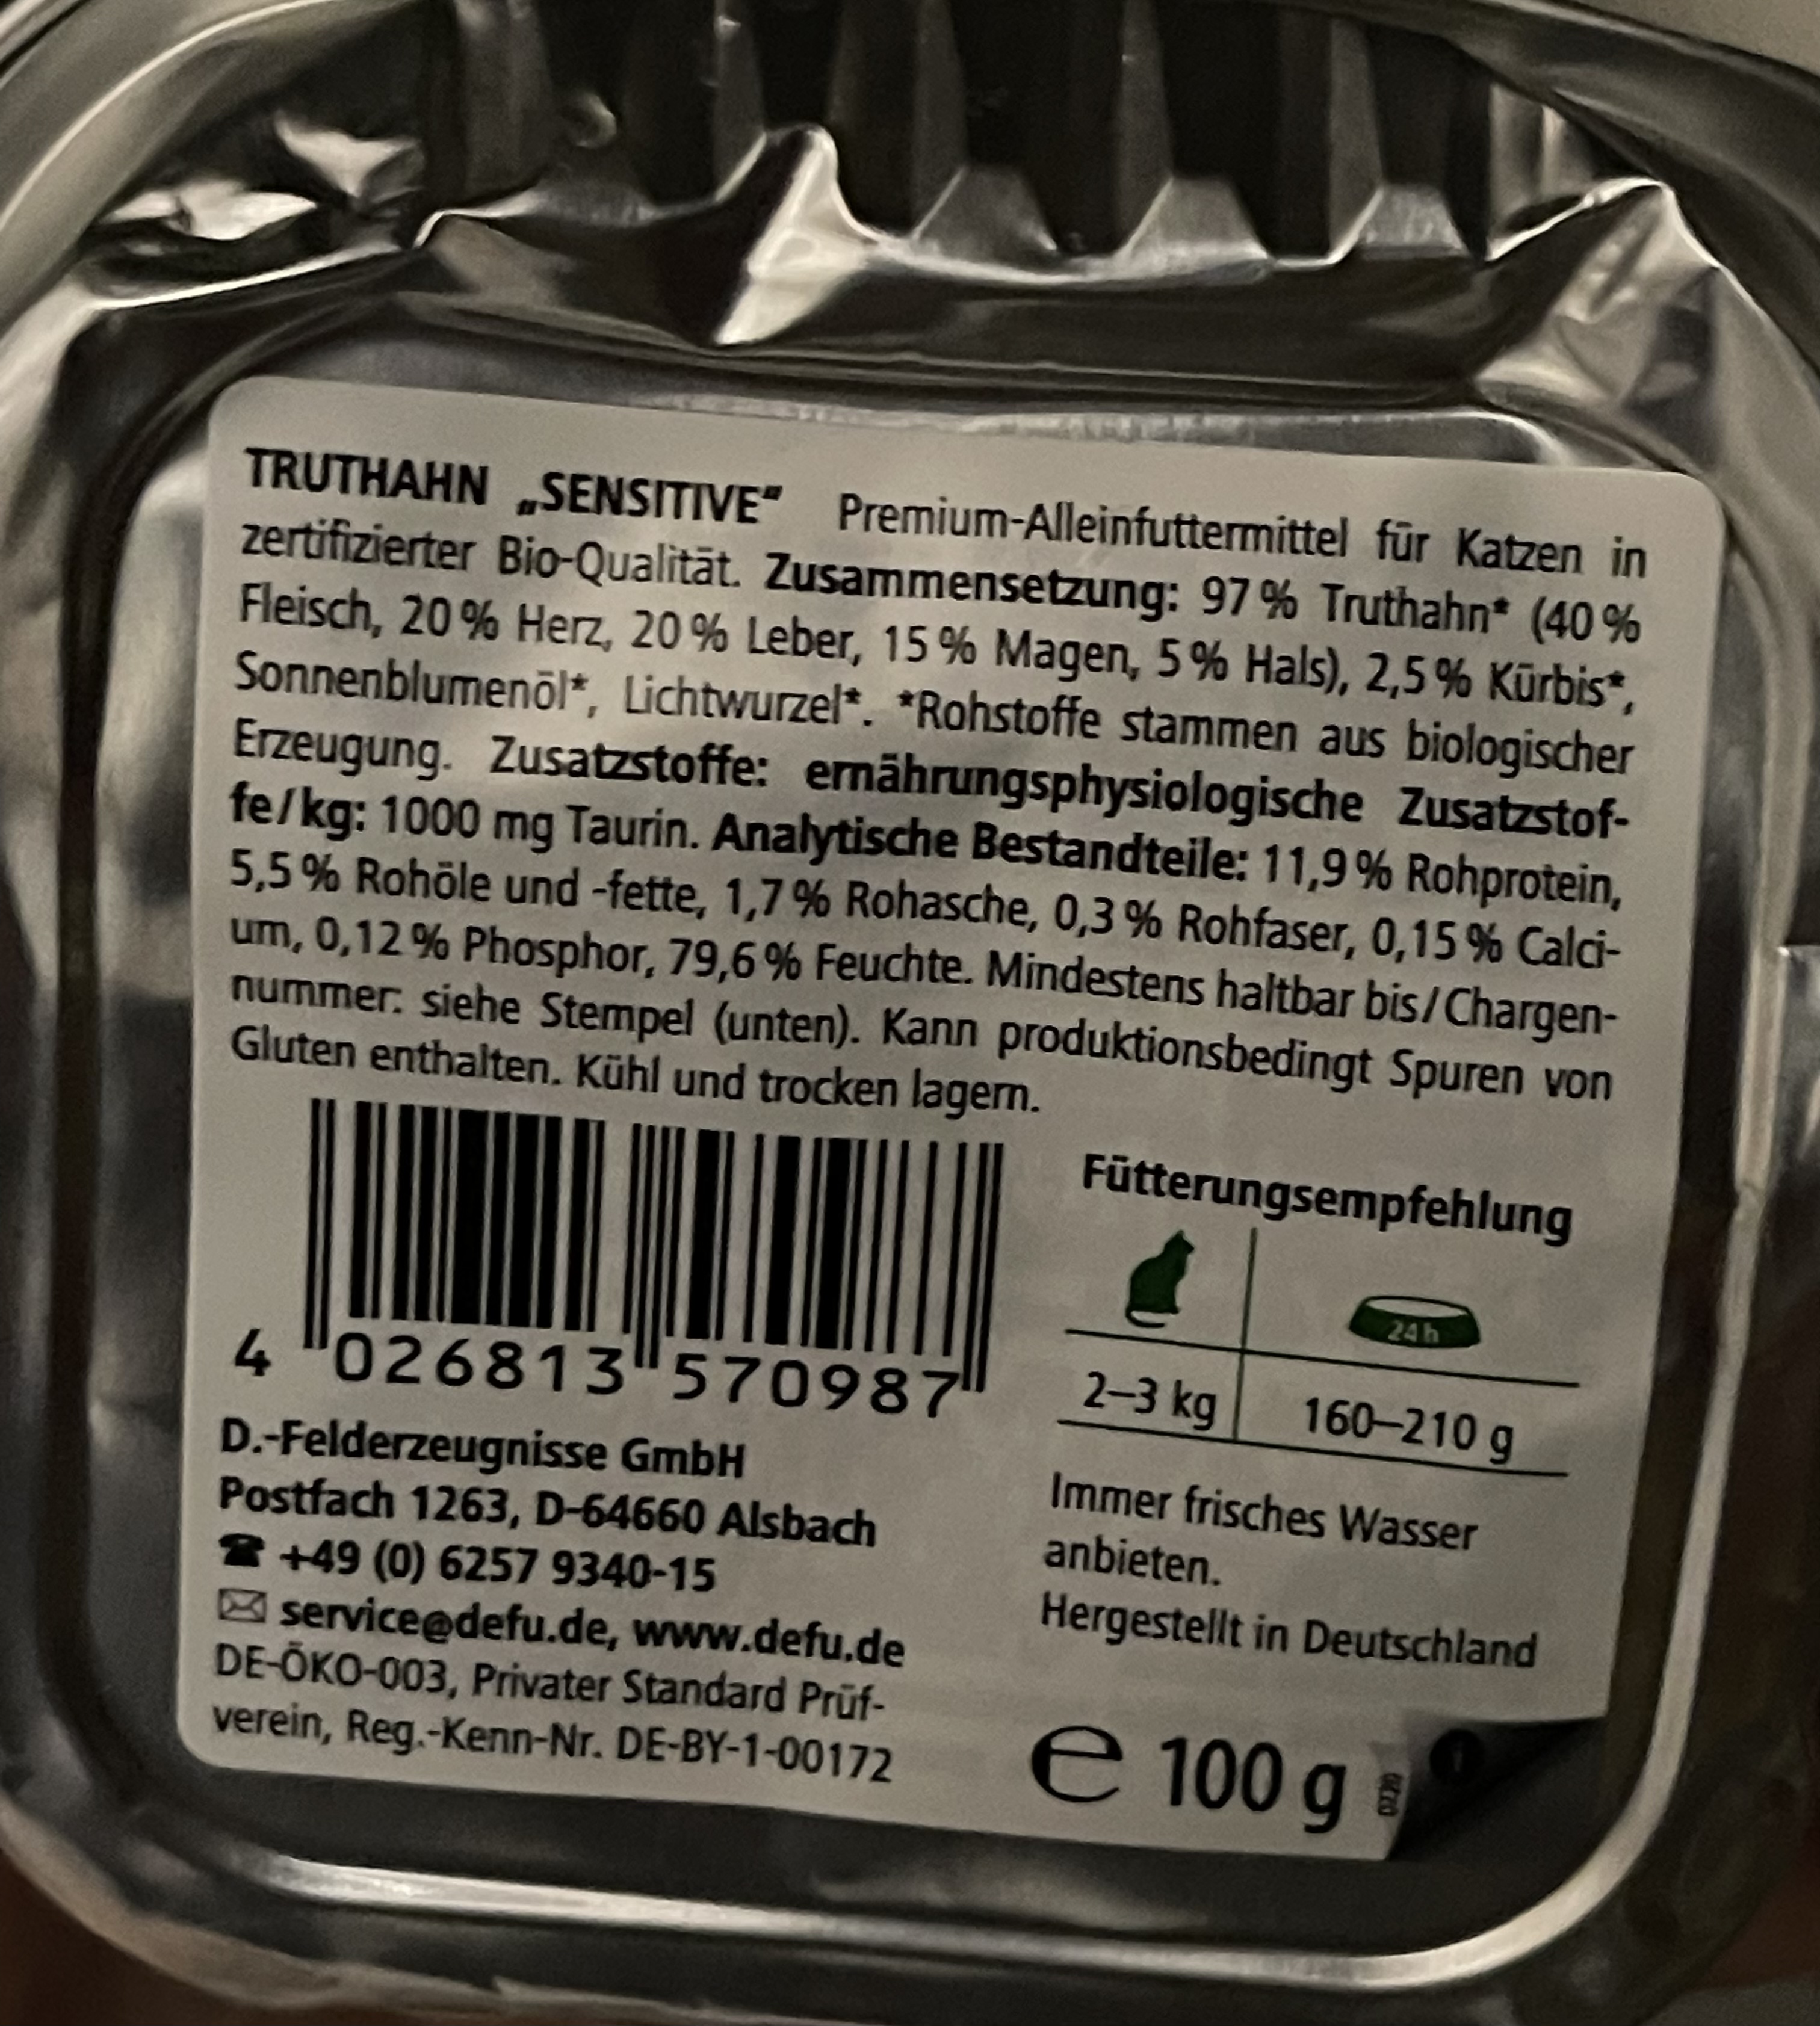 TRUTHAHN „SENSITIVE“ Premium-Alleinfuttermittel für Katzen in
zertifizierter Bio-Qualität. Zusammensetzung: 97 % Truthahn* (40 %
Fleisch, 20 % Herz, 20 % Leber, 15 % Magen, 5 % Hals), 2,5 % Kürbis*,
Sonnenblumenöl*, Lichtwurzel*. *Rohstoffe stammen aus biologischer
Erzeugung. Zusatzstoffe: ernährungsphysiologische Zusatzstof-
fe/kg: 1000 mg Taurin. Analytische Bestandteile: 11,9 % Rohprotein,
5,5 % Rohöle und -fette, 1,7 % Rohasche, 0,3 % Rohfaser, 0,15 % Calci-
um, 0,12 % Phosphor, 79,6 % Feuchte. Mindestens haltbar bis/Chargen-
nummer: siehe Stempel (unten). Kann produktionsbedingt Spuren von
Gluten enthalten. Kühl und trocken lagern.
4 026813 570987
D.-Felderzeugnisse GmbH
Postfach 1263, D-64660 Alsbach
☎ +49 (0) 6257 9340-15
✉ service@defu.de, www.defu.de
DE-ÖKO-003, Privater Standard Prüf-
verein, Reg.-Kenn-Nr. DE-BY-1-00172
Fütterungsempfehlung
24h
2–3 kg 160–210 g
Immer frisches Wasser
anbieten.
Hergestellt in Deutschland
℮ 100 g